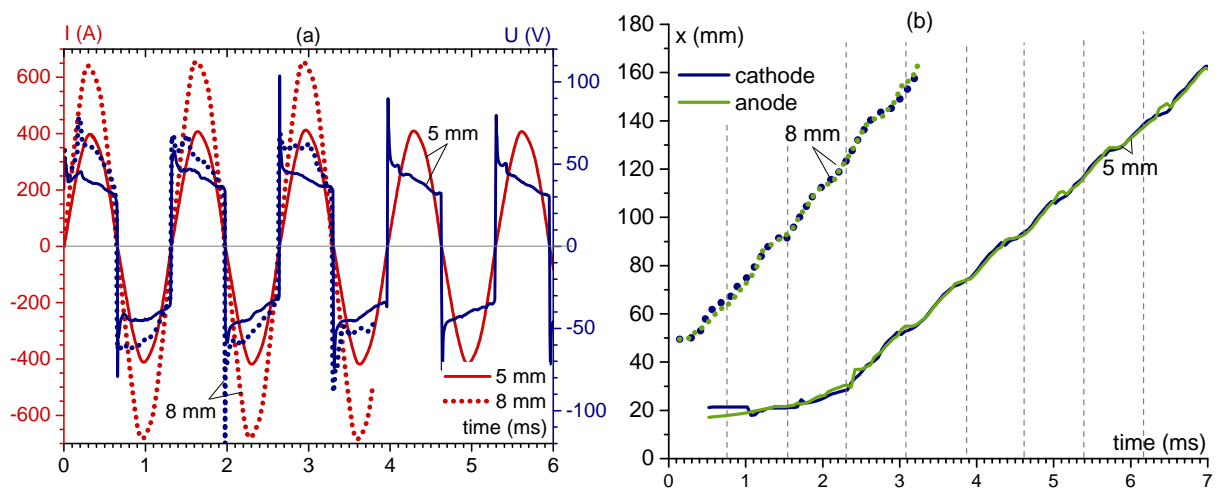 I (A) (a) U (V)
600
400
200
0
-200
-400
-600
100
50
0
-50
-100
5 mm
8 mm
5 mm
8 mm
time (ms)
0 1 2 3 4 5 6
(b)
x (mm)
180
160
140
120
100
80
60
40
20
0
cathode
anode
8 mm
5 mm
time (ms)
0 1 2 3 4 5 6 7